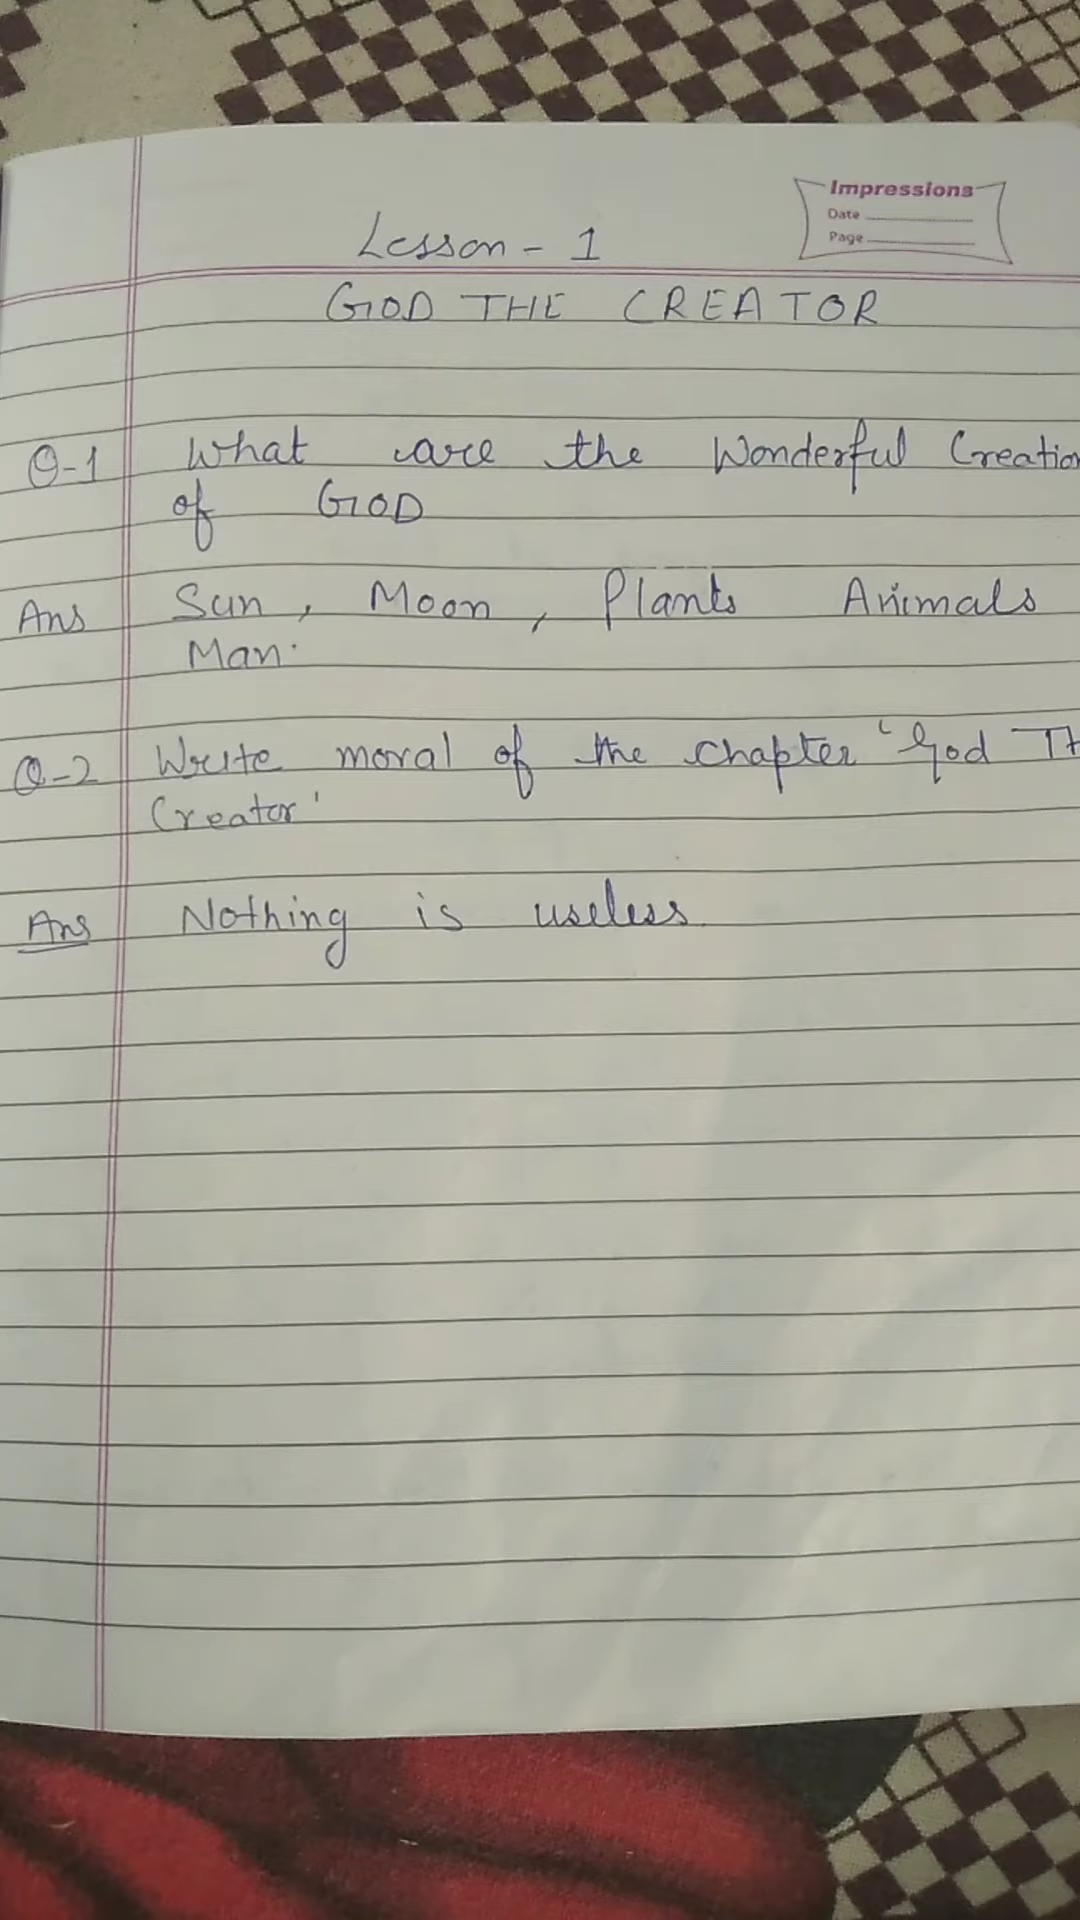 Impressions
Date
Page
Lesson - 1
GOD THE CREATOR
Q-1 What are the Wonderful Creation
of GOD
Ans Sun, Moon, Plants Animals
Man.
Q-2 Write moral of the chapter 'God Th
Creator'
Ans Nothing is useless